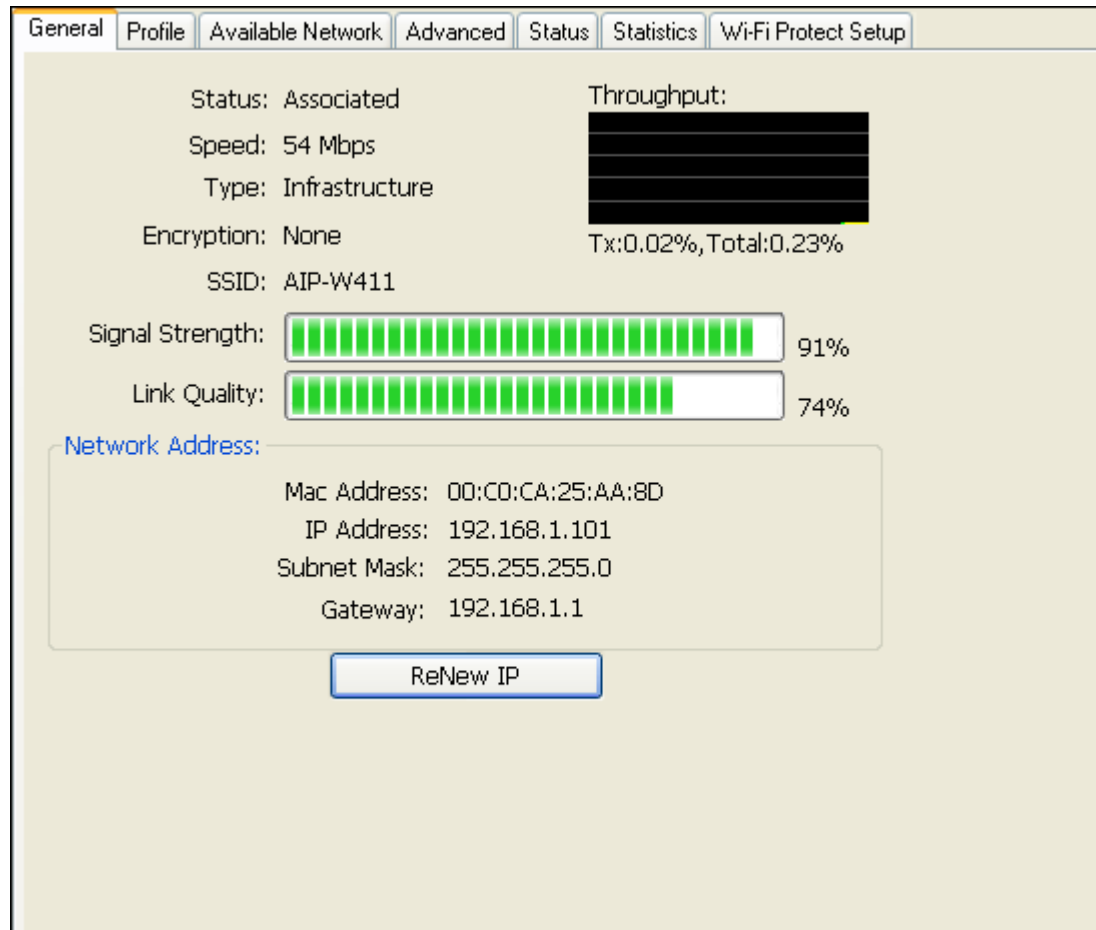 General Profile Available Network Advanced Status Statistics Wi-Fi Protect Setup
Status: Associated
Throughput:
Speed: 54 Mbps
Type: Infrastructure
Encryption: None
Tx:0.02%,Total:0.23%
SSID: AIP-W411
Signal Strength: 91%
Link Quality: 74%
Network Address:
Mac Address: 00:C0:CA:25:AA:8D
IP Address: 192.168.1.101
Subnet Mask: 255.255.255.0
Gateway: 192.168.1.1
ReNew IP